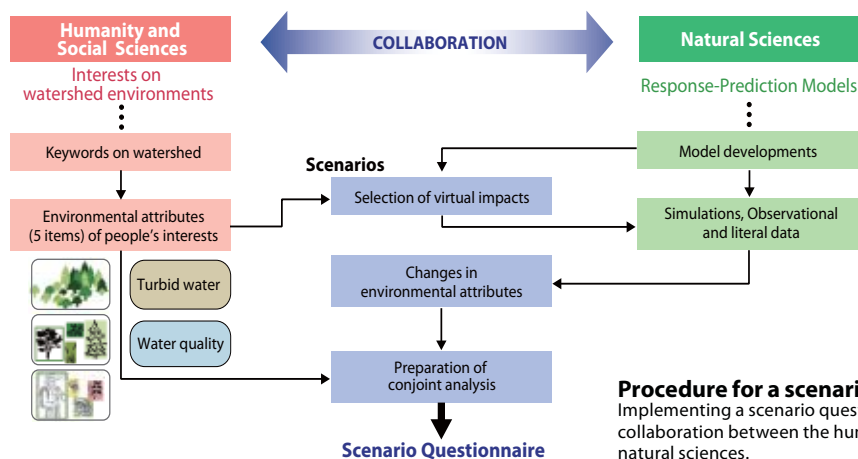 Humanity and
Social Sciences
COLLABORATION
Natural Sciences
Interests on
watershed environments
Response-Prediction Models
Keywords on watershed
Scenarios
Model developments
Environmental attributes
(5 items) of people's interests
Selection of virtual impacts
Simulations, Observational
and literal data
Turbid water
Changes in
environmental attributes
Water quality
Preparation of
conjoint analysis
Scenario Questionnaire
Procedure for a scenari
Implementing a scenario ques
collaboration between the hu
natural sciences.